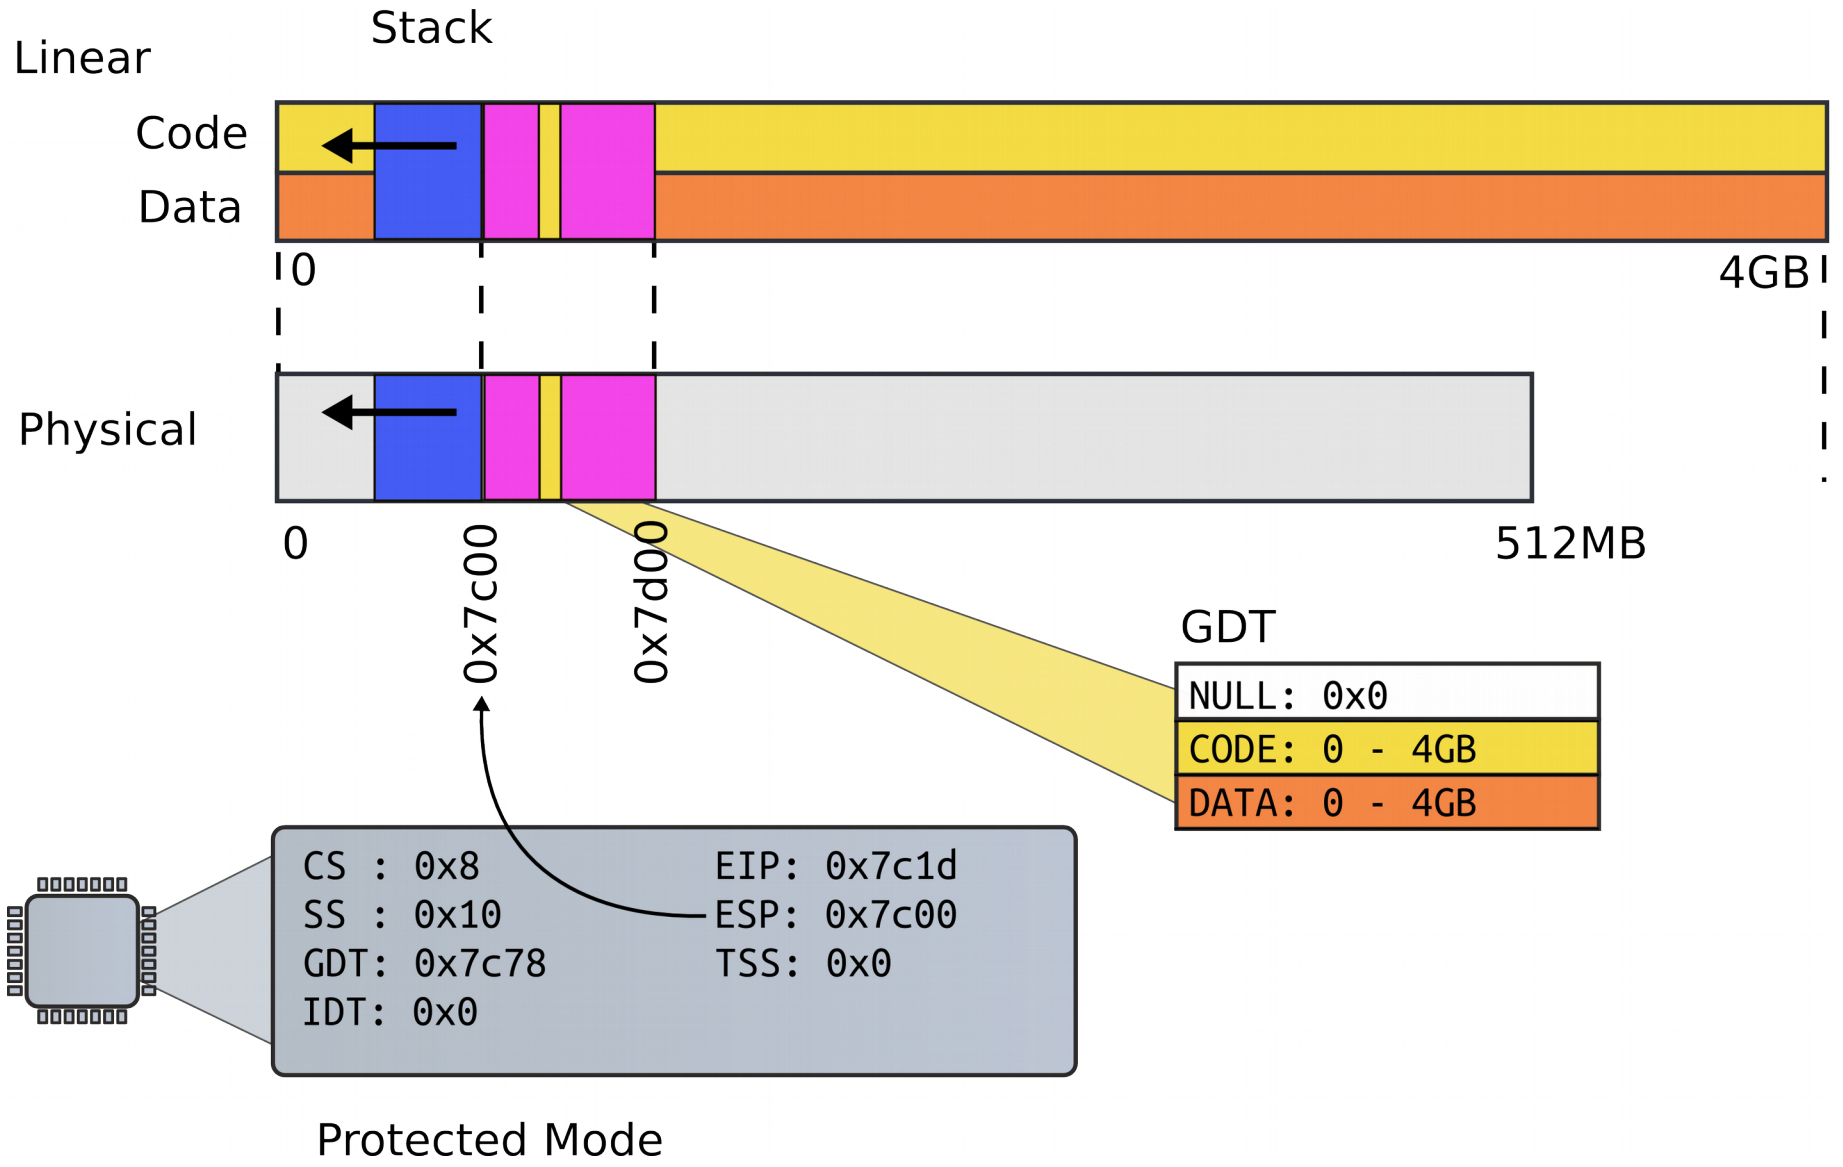 Stack
Linear
Code
Data
0
4GB
Physical
0
0x7c00
0x7d00
512MB
GDT
NULL: 0x0
CODE: 0 - 4GB
DATA: 0 - 4GB
CS : 0x8
EIP: 0x7c1d
SS : 0x10
ESP: 0x7c00
GDT: 0x7c78
TSS: 0x0
IDT: 0x0
Protected Mode